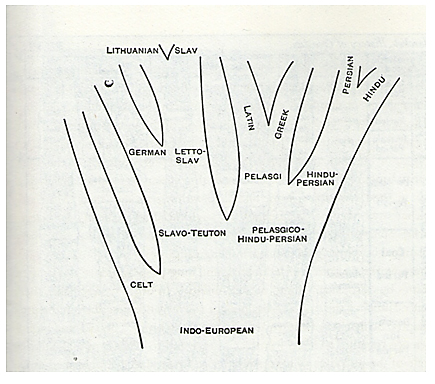 LITHUANIAN SLAV
PERSIAN
HINDU
LATIN
GREEK
GERMAN
LETTO-
SLAV
PELASGI
HINDU-
PERSIAN
SLAVO-TEUTON
PELASGICO-
HINDU-PERSIAN
CELT
INDO-EUROPEAN